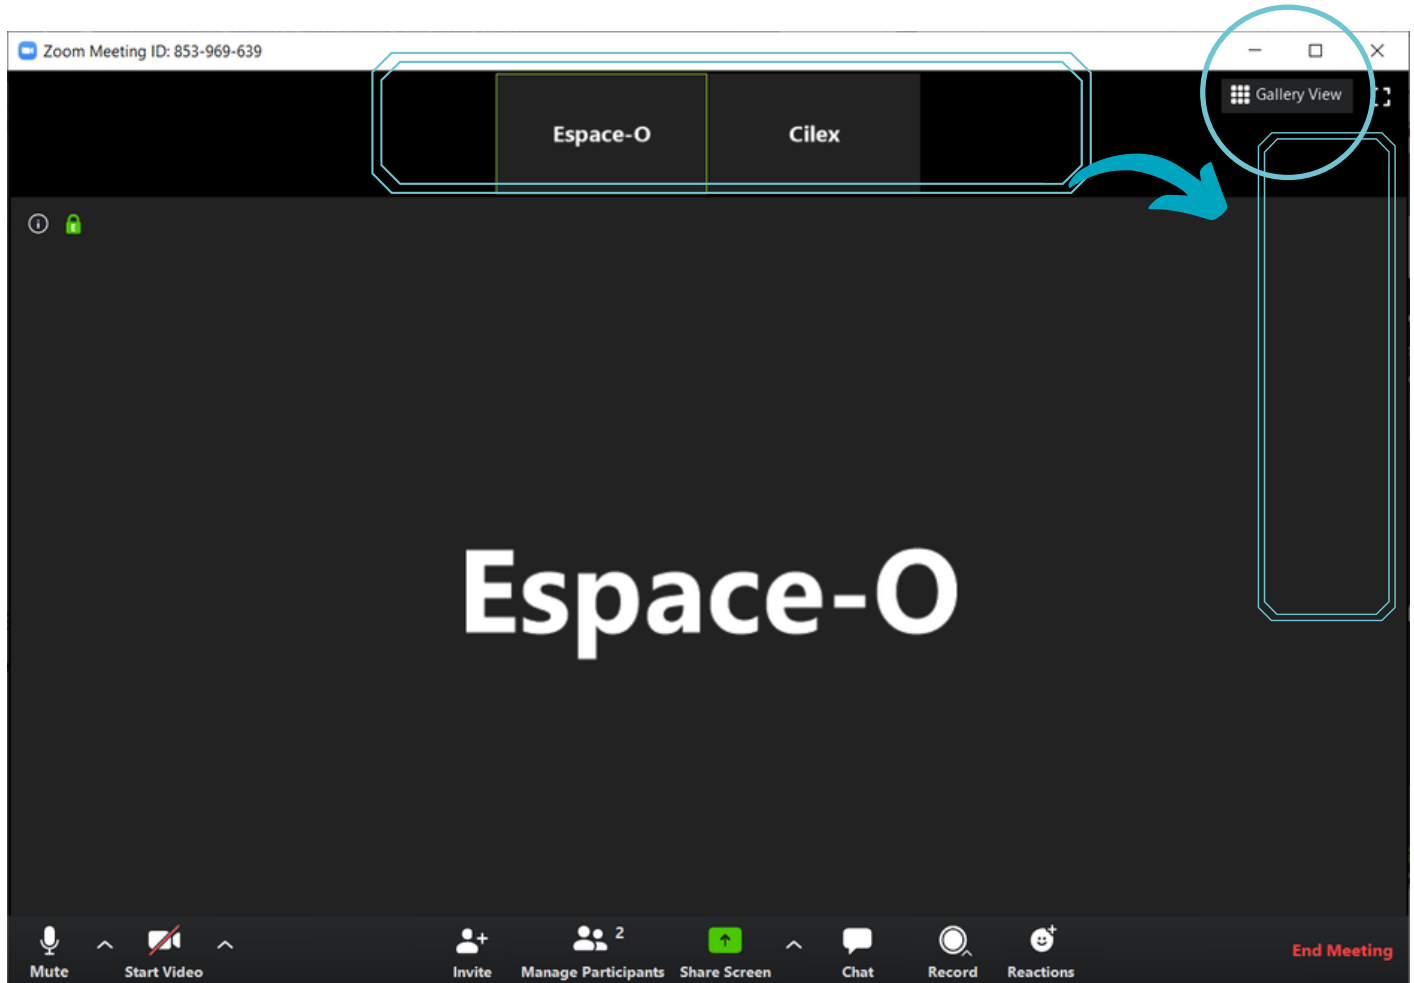 Zoom Meeting ID: 853-969-639
Gallery View
Espace-O
Cilex
Espace-O
2
Mute
Start Video
Invite
Manage Participants
Share Screen
Chat
Record
Reactions
End Meeting